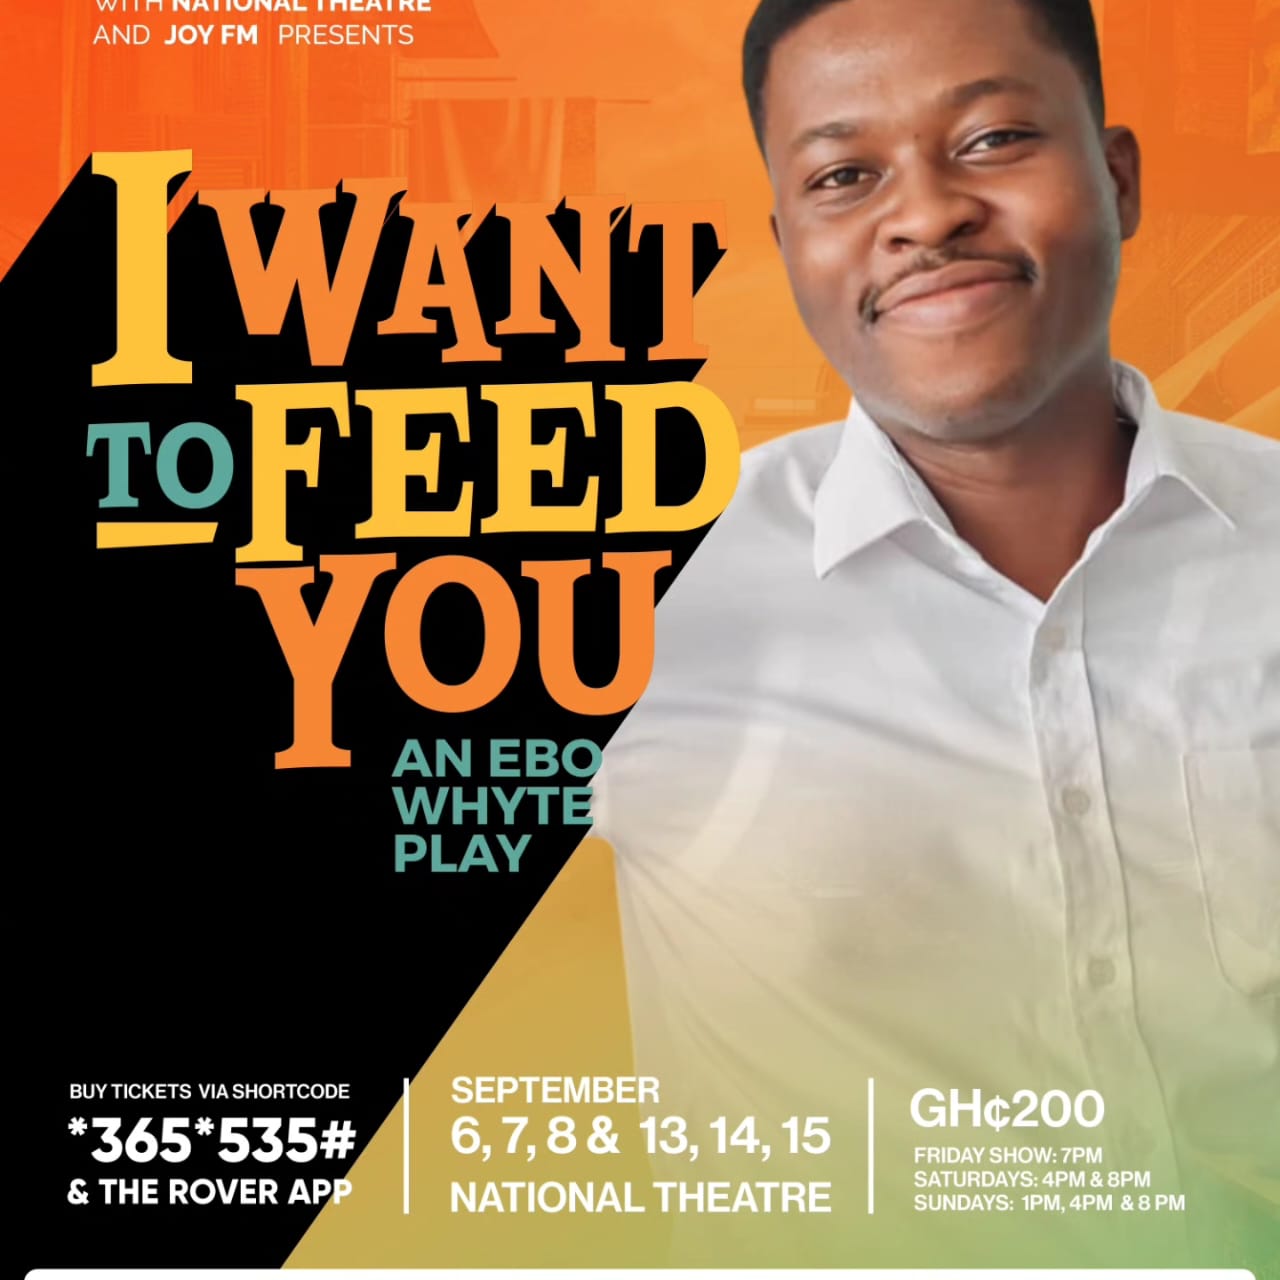 WITH NATIONAL THEATRE
AND JOY FM PRESENTS
I WANT
TO FEED
YOU
AN EBO
WHYTE
PLAY
BUY TICKETS VIA SHORTCODE
*365*535#
& THE ROVER APP
SEPTEMBER
6, 7, 8 & 13, 14, 15
NATIONAL THEATRE
GH¢200
FRIDAY SHOW: 7PM
SATURDAYS: 4PM & 8PM
SUNDAYS: 1PM, 4PM & 8 PM